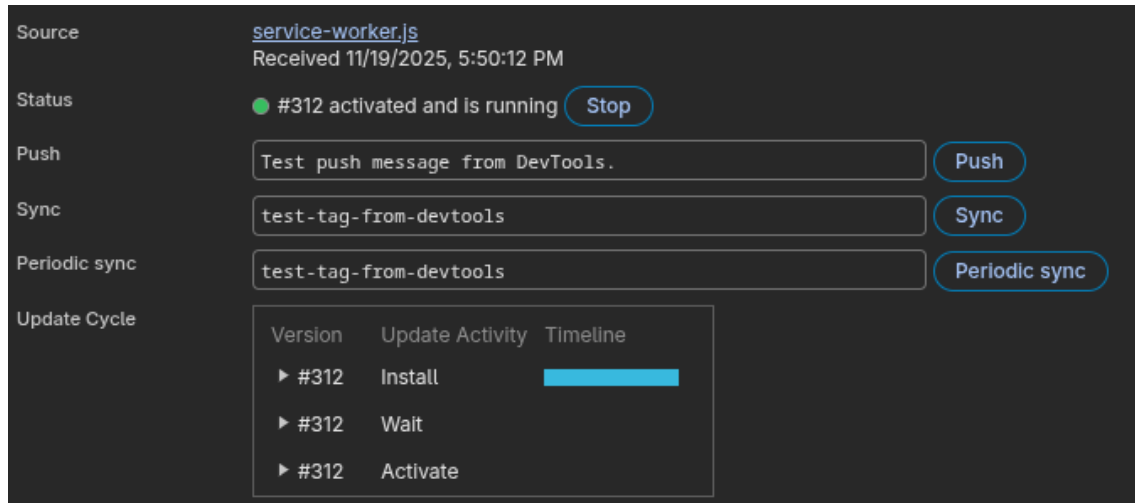 Source service-worker.js
Received 11/19/2025, 5:50:12 PM
Status #312 activated and is running Stop
Push Test push message from DevTools. Push
Sync test-tag-from-devtools Sync
Periodic sync test-tag-from-devtools Periodic sync
Update Cycle
Version Update Activity Timeline
#312 Install
#312 Wait
#312 Activate